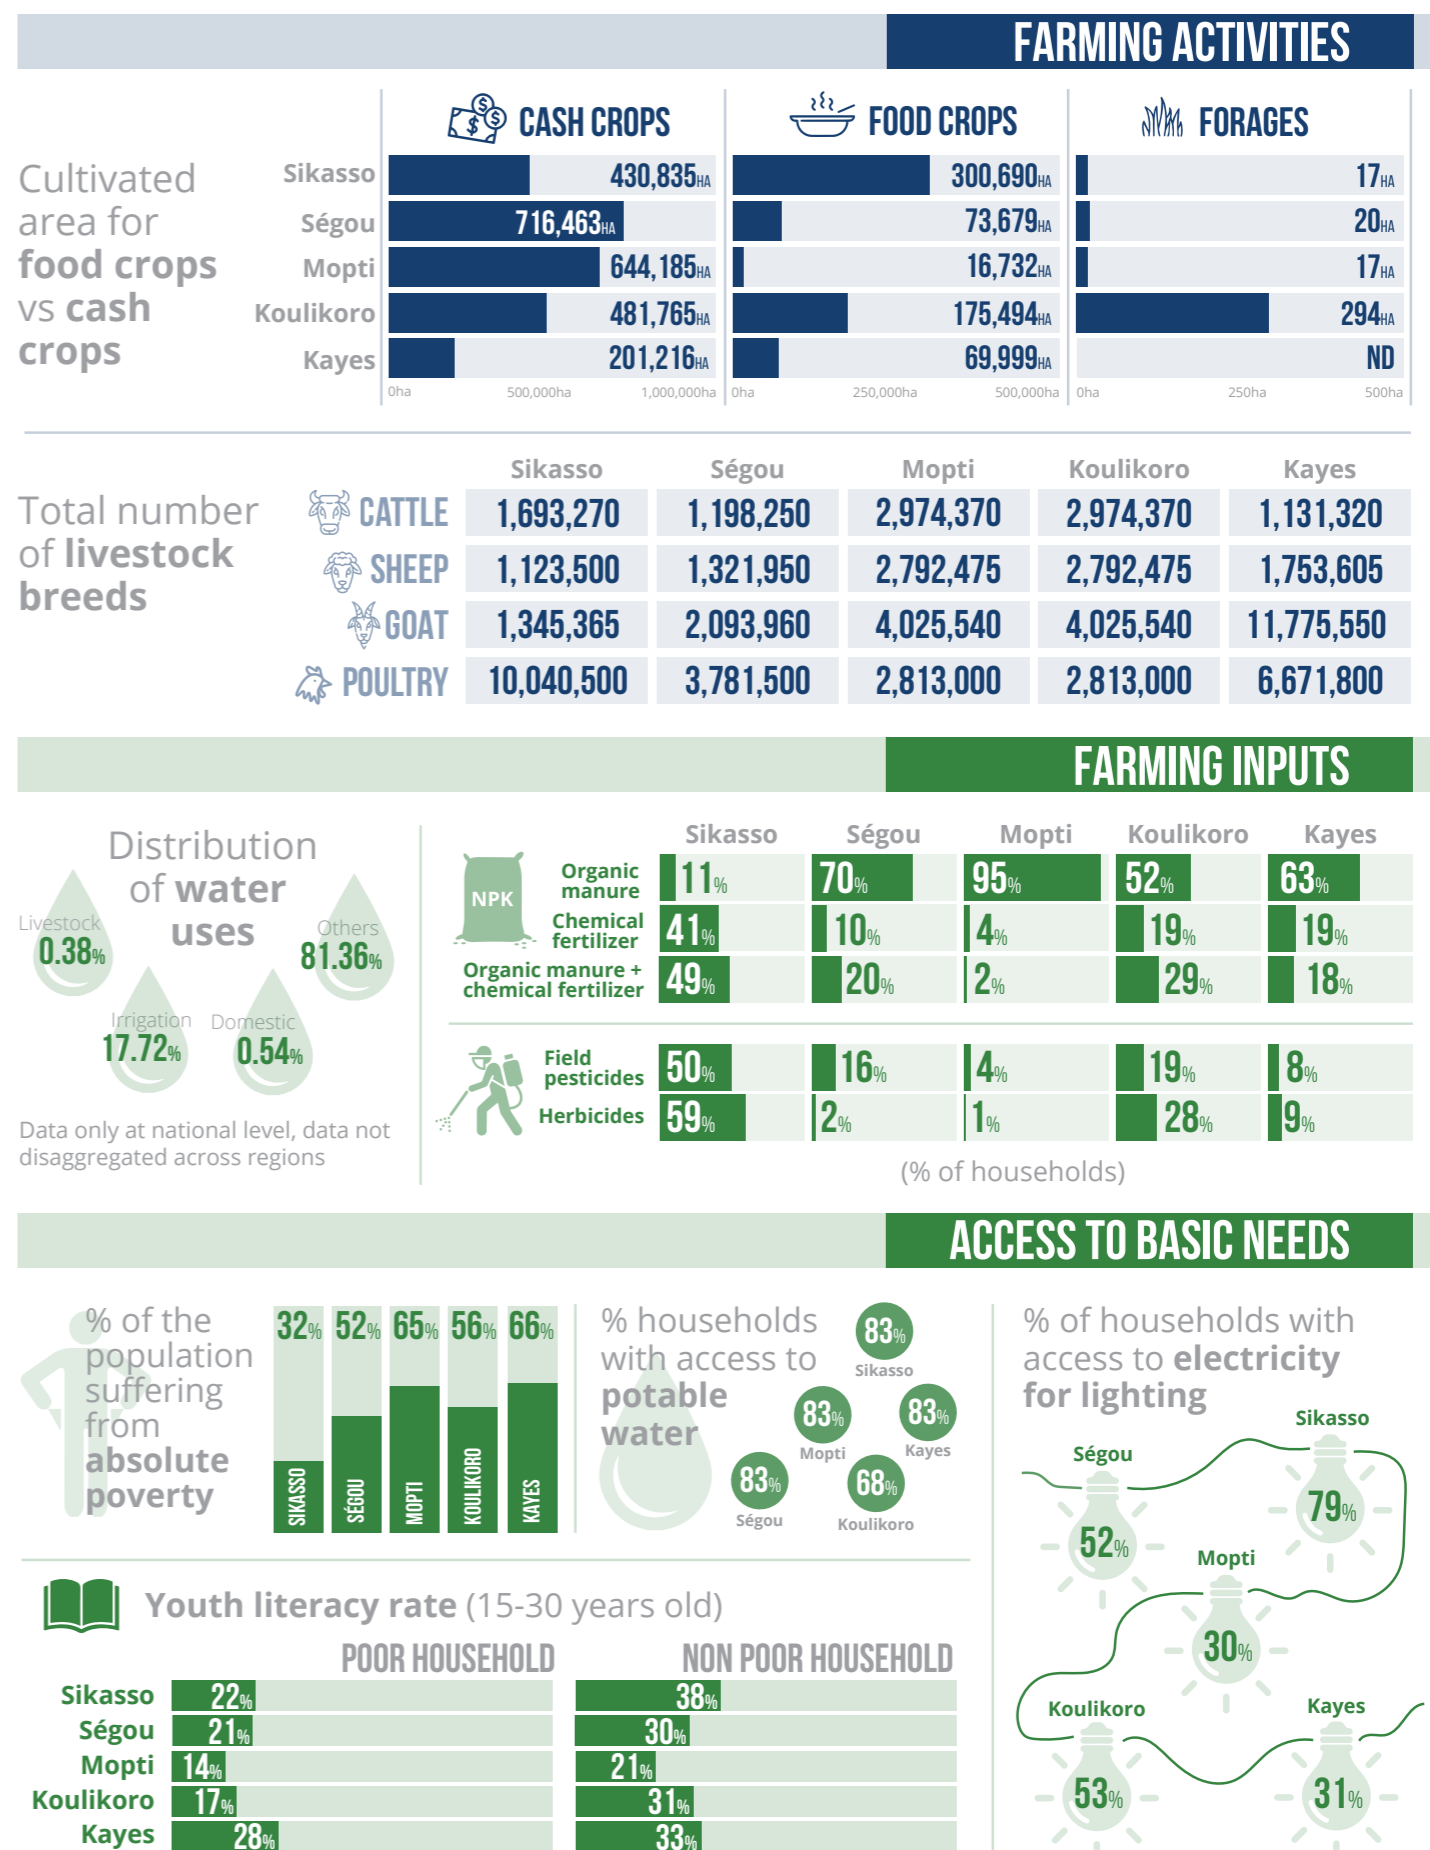 FARMING ACTIVITIES
CASH CROPS
FOOD CROPS
FORAGES
Cultivated
area for
food crops
vs cash
crops
Sikasso 430,835HA 300,690HA 17HA
Ségou 716,463HA 73,679HA 20HA
Mopti 644,185HA 16,732HA 17HA
Koulikoro 481,765HA 175,494HA 294HA
Kayes 201,216HA 69,999HA ND
0ha 500,000ha 1,000,000ha 0ha 250,000ha 500,000ha 0ha 250ha 500ha
Total number
of livestock
breeds
Sikasso Ségou Mopti Koulikoro Kayes
CATTLE 1,693,270 1,198,250 2,974,370 2,974,370 1,131,320
SHEEP 1,123,500 1,321,950 2,792,475 2,792,475 1,753,605
GOAT 1,345,365 2,093,960 4,025,540 4,025,540 11,775,550
POULTRY 10,040,500 3,781,500 2,813,000 2,813,000 6,671,800
FARMING INPUTS
Distribution
of water
uses
Livestock
0.38%
Others
81.36%
Irrigation
17.72%
Domestic
0.54%
Data only at national level, data not
disaggregated across regions
Sikasso Ségou Mopti Koulikoro Kayes
NPK
Organic
manure
11% 70% 95% 52% 63%
Chemical
fertilizer
41% 10% 4% 19% 19%
Organic manure +
chemical fertilizer
49% 20% 2% 29% 18%
Field
pesticides
50% 16% 4% 19% 8%
Herbicides 59% 2% 1% 28% 9%
(% of households)
ACCESS TO BASIC NEEDS
% of the
population
suffering
from
absolute
poverty
32% 52% 65% 56% 66%
SIKASSO
SÉGOU
MOPTI
KOULIKORO
KAYES
% households
with access to
potable
water
83%
Sikasso
83%
Mopti
83%
Kayes
83%
Ségou
68%
Koulikoro
% of households with
access to electricity
for lighting
Ségou
52%
Sikasso
79%
Mopti
30%
Koulikoro
53%
Kayes
31%
Youth literacy rate (15-30 years old)
POOR HOUSEHOLD NON POOR HOUSEHOLD
Sikasso 22% 38%
Ségou 21% 30%
Mopti 14% 21%
Koulikoro 17% 31%
Kayes 28% 33%